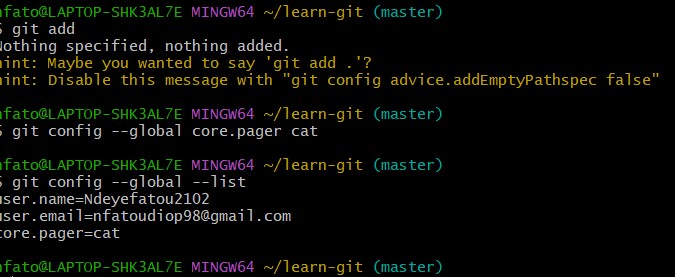 nfato@LAPTOP-SHK3AL7E MINGW64 ~/learn-git (master)
$ git add
Nothing specified, nothing added.
hint: Maybe you wanted to say 'git add .'?
hint: Disable this message with "git config advice.addEmptyPathspec false"
nfato@LAPTOP-SHK3AL7E MINGW64 ~/learn-git (master)
$ git config --global core.pager cat
nfato@LAPTOP-SHK3AL7E MINGW64 ~/learn-git (master)
$ git config --global --list
user.name=Ndeyefatou2102
user.email=nfatoudiop98@gmail.com
core.pager=cat
nfato@LAPTOP-SHK3AL7E MINGW64 ~/learn-git (master)